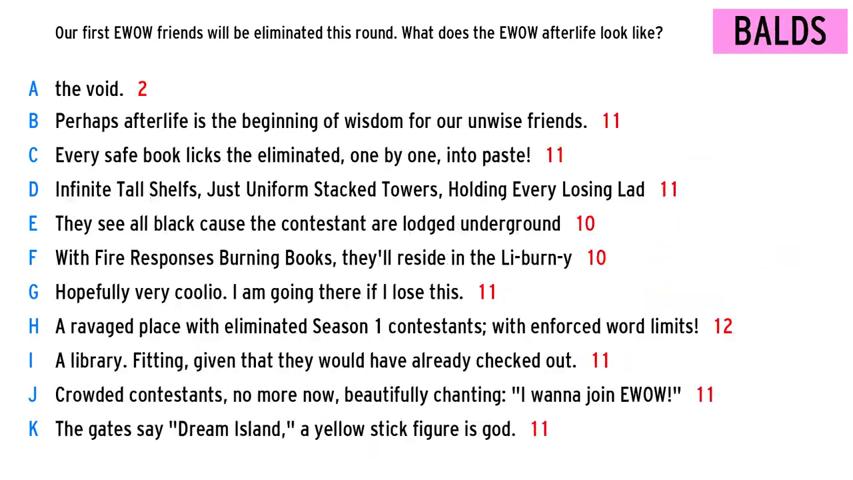 Our first EWOW friends will be eliminated this round. What does the EWOW afterlife look like?
BALDS
A the void. 2
B Perhaps afterlife is the beginning of wisdom for our unwise friends. 11
C Every safe book licks the eliminated, one by one, into paste! 11
D Infinite Tall Shelfs, Just Uniform Stacked Towers, Holding Every Losing Lad 11
E They see all black cause the contestant are lodged underground 10
F With Fire Responses Burning Books, they'll reside in the Li-burn-y 10
G Hopefully very coolio. I am going there if I lose this. 11
H A ravaged place with eliminated Season 1 contestants; with enforced word limits! 12
I A library. Fitting, given that they would have already checked out. 11
J Crowded contestants, no more now, beautifully chanting: "I wanna join EWOW!" 11
K The gates say "Dream Island," a yellow stick figure is god. 11